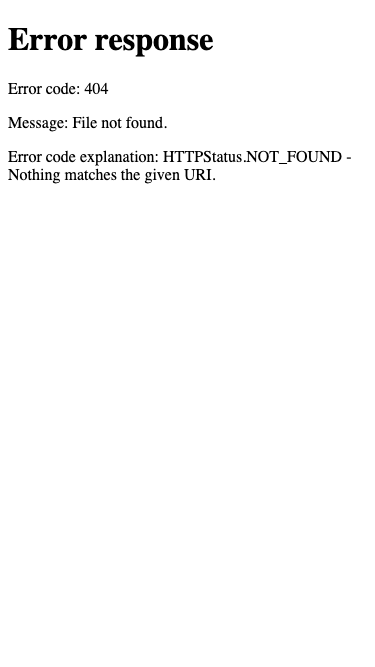 Error response
Error code: 404
Message: File not found.
Error code explanation: HTTPStatus.NOT_FOUND -
Nothing matches the given URI.